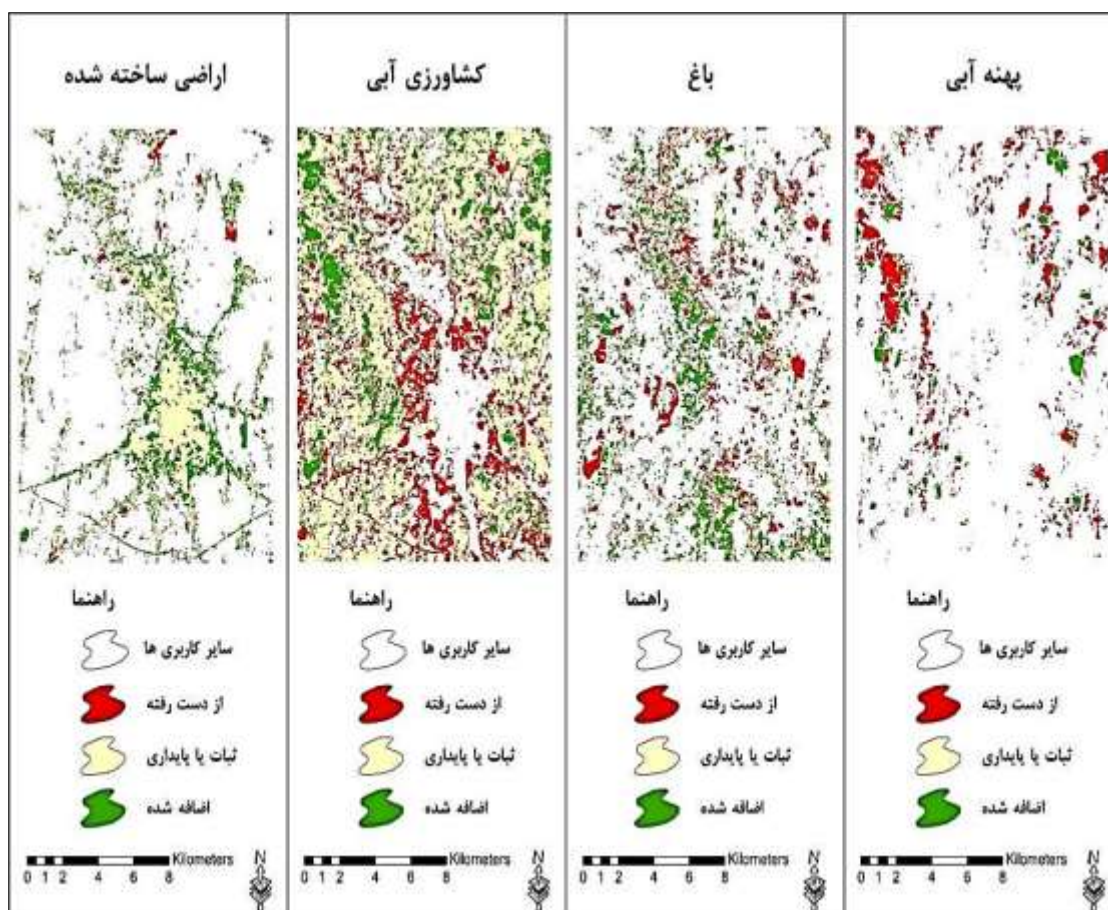 پهنه آبی
راهنما
سایر کاربری ها
از دست رفته
ثبات یا پایداری
اضافه شده
Kilometers
0 1 2 4 6 8
N
باغ
راهنما
سایر کاربری ها
از دست رفته
ثبات یا پایداری
اضافه شده
Kilometers
0 1 2 4 6 8
N
کشاورزی آبی
راهنما
سایر کاربری ها
از دست رفته
ثبات یا پایداری
اضافه شده
Kilometers
0 1 2 4 6 8
N
اراضی ساخته شده
راهنما
سایر کاربری ها
از دست رفته
ثبات یا پایداری
اضافه شده
Kilometers
0 1 2 4 6 8
N